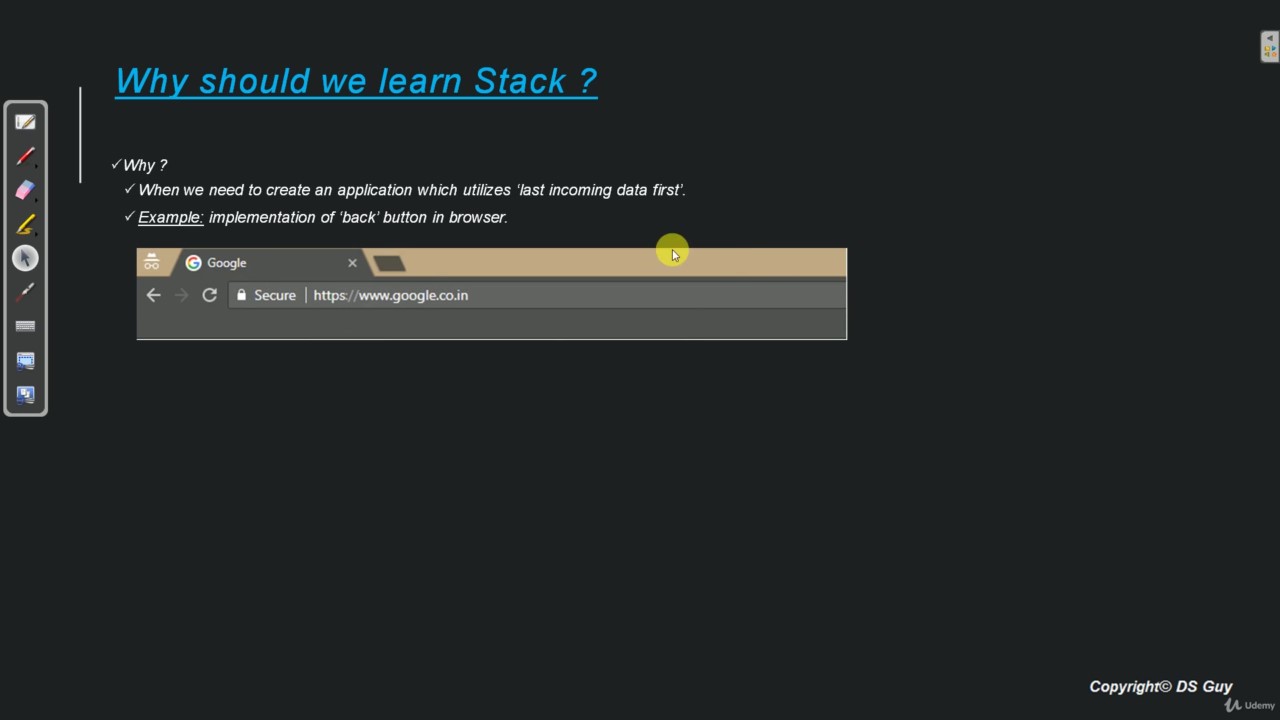 Why should we learn Stack ?
✓Why ?
✓ When we need to create an application which utilizes ‘last incoming data first’.
✓ Example: implementation of ‘back’ button in browser.
Google
Secure | https://www.google.co.in
Copyright© DS Guy
Udemy